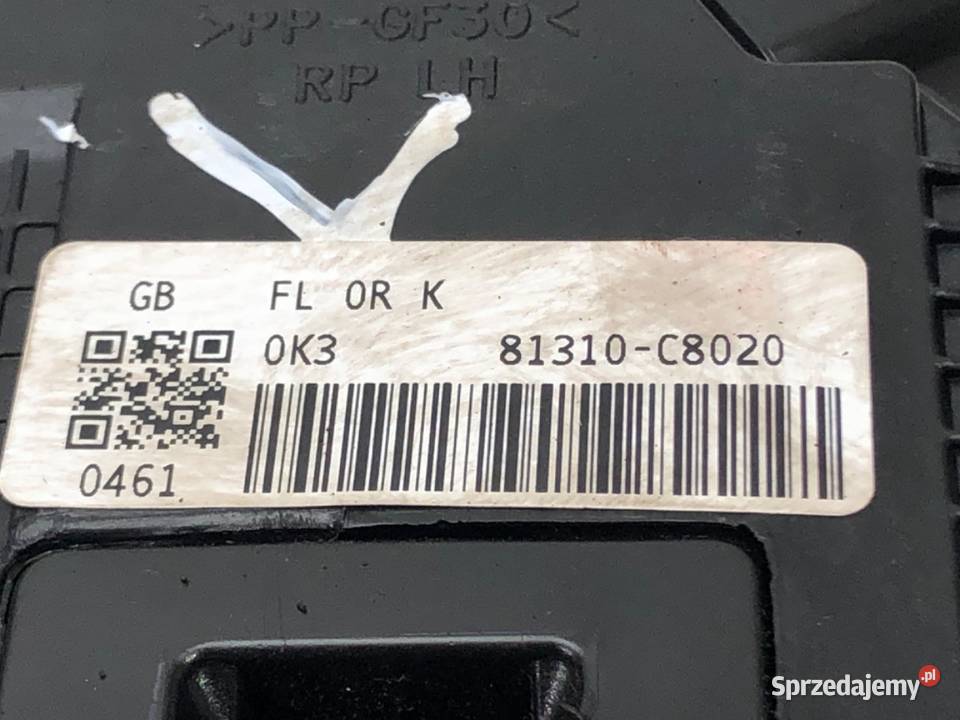 >PP-GF30<
RP LH
GB FL OR K
0K3 81310-C8020
0461
Sprzedajemy.pl